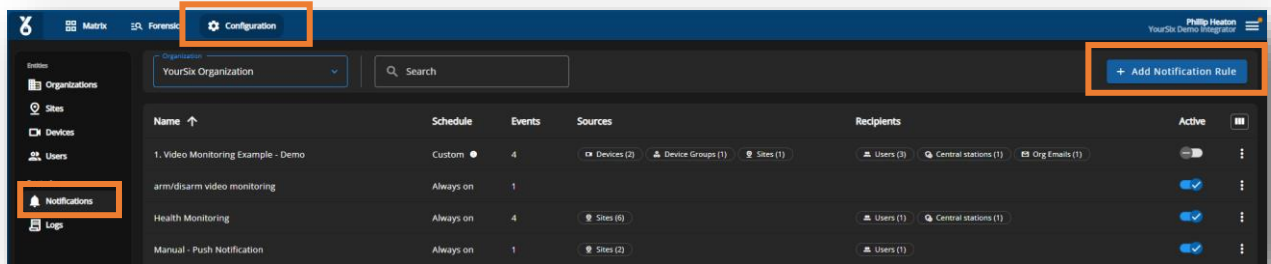 Matrix
Forensic
Configuration
Phillip Heaton
YourSix Demo Integrator
Entities
Organizations
Sites
Devices
Users
Notifications
Logs
Organization
YourSix Organization
Search
+ Add Notification Rule
Name Schedule Events Sources Recipients Active
1. Video Monitoring Example - Demo Custom 4 Devices (2) Device Groups (1) Sites (1) Users (3) Central stations (1) Org Emails (1)
arm/disarm video monitoring Always on 1
Health Monitoring Always on 4 Sites (6) Users (1) Central stations (1)
Manual - Push Notification Always on 1 Sites (2) Users (1)